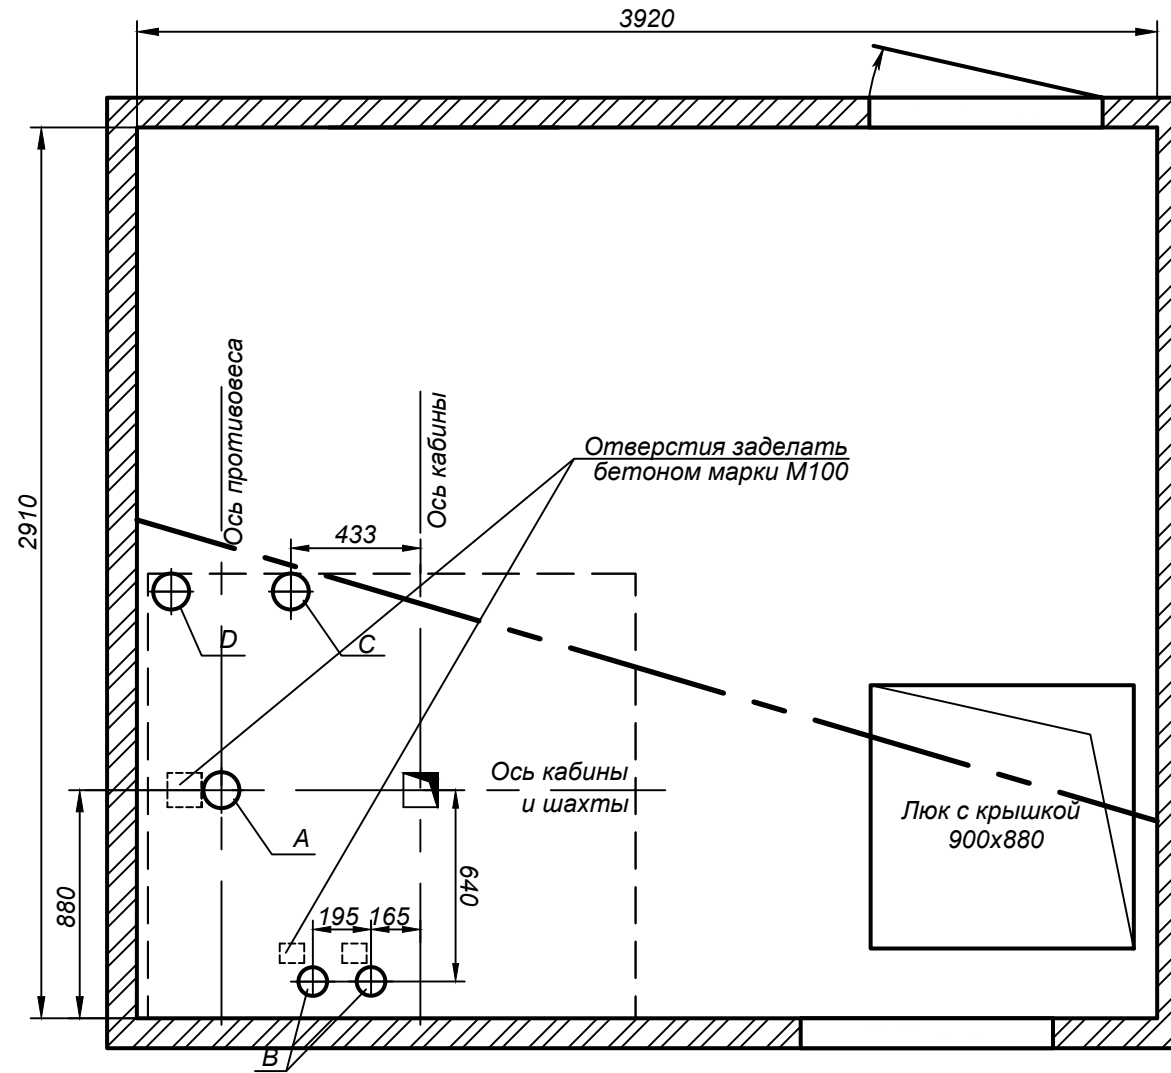 3920
Ось противовеса
Ось кабины
Отверстия заделать
бетоном марки М100
2910
433
D
C
Ось кабины
и шахты
Люк с крышкой
900x880
A
880
640
195
165
B